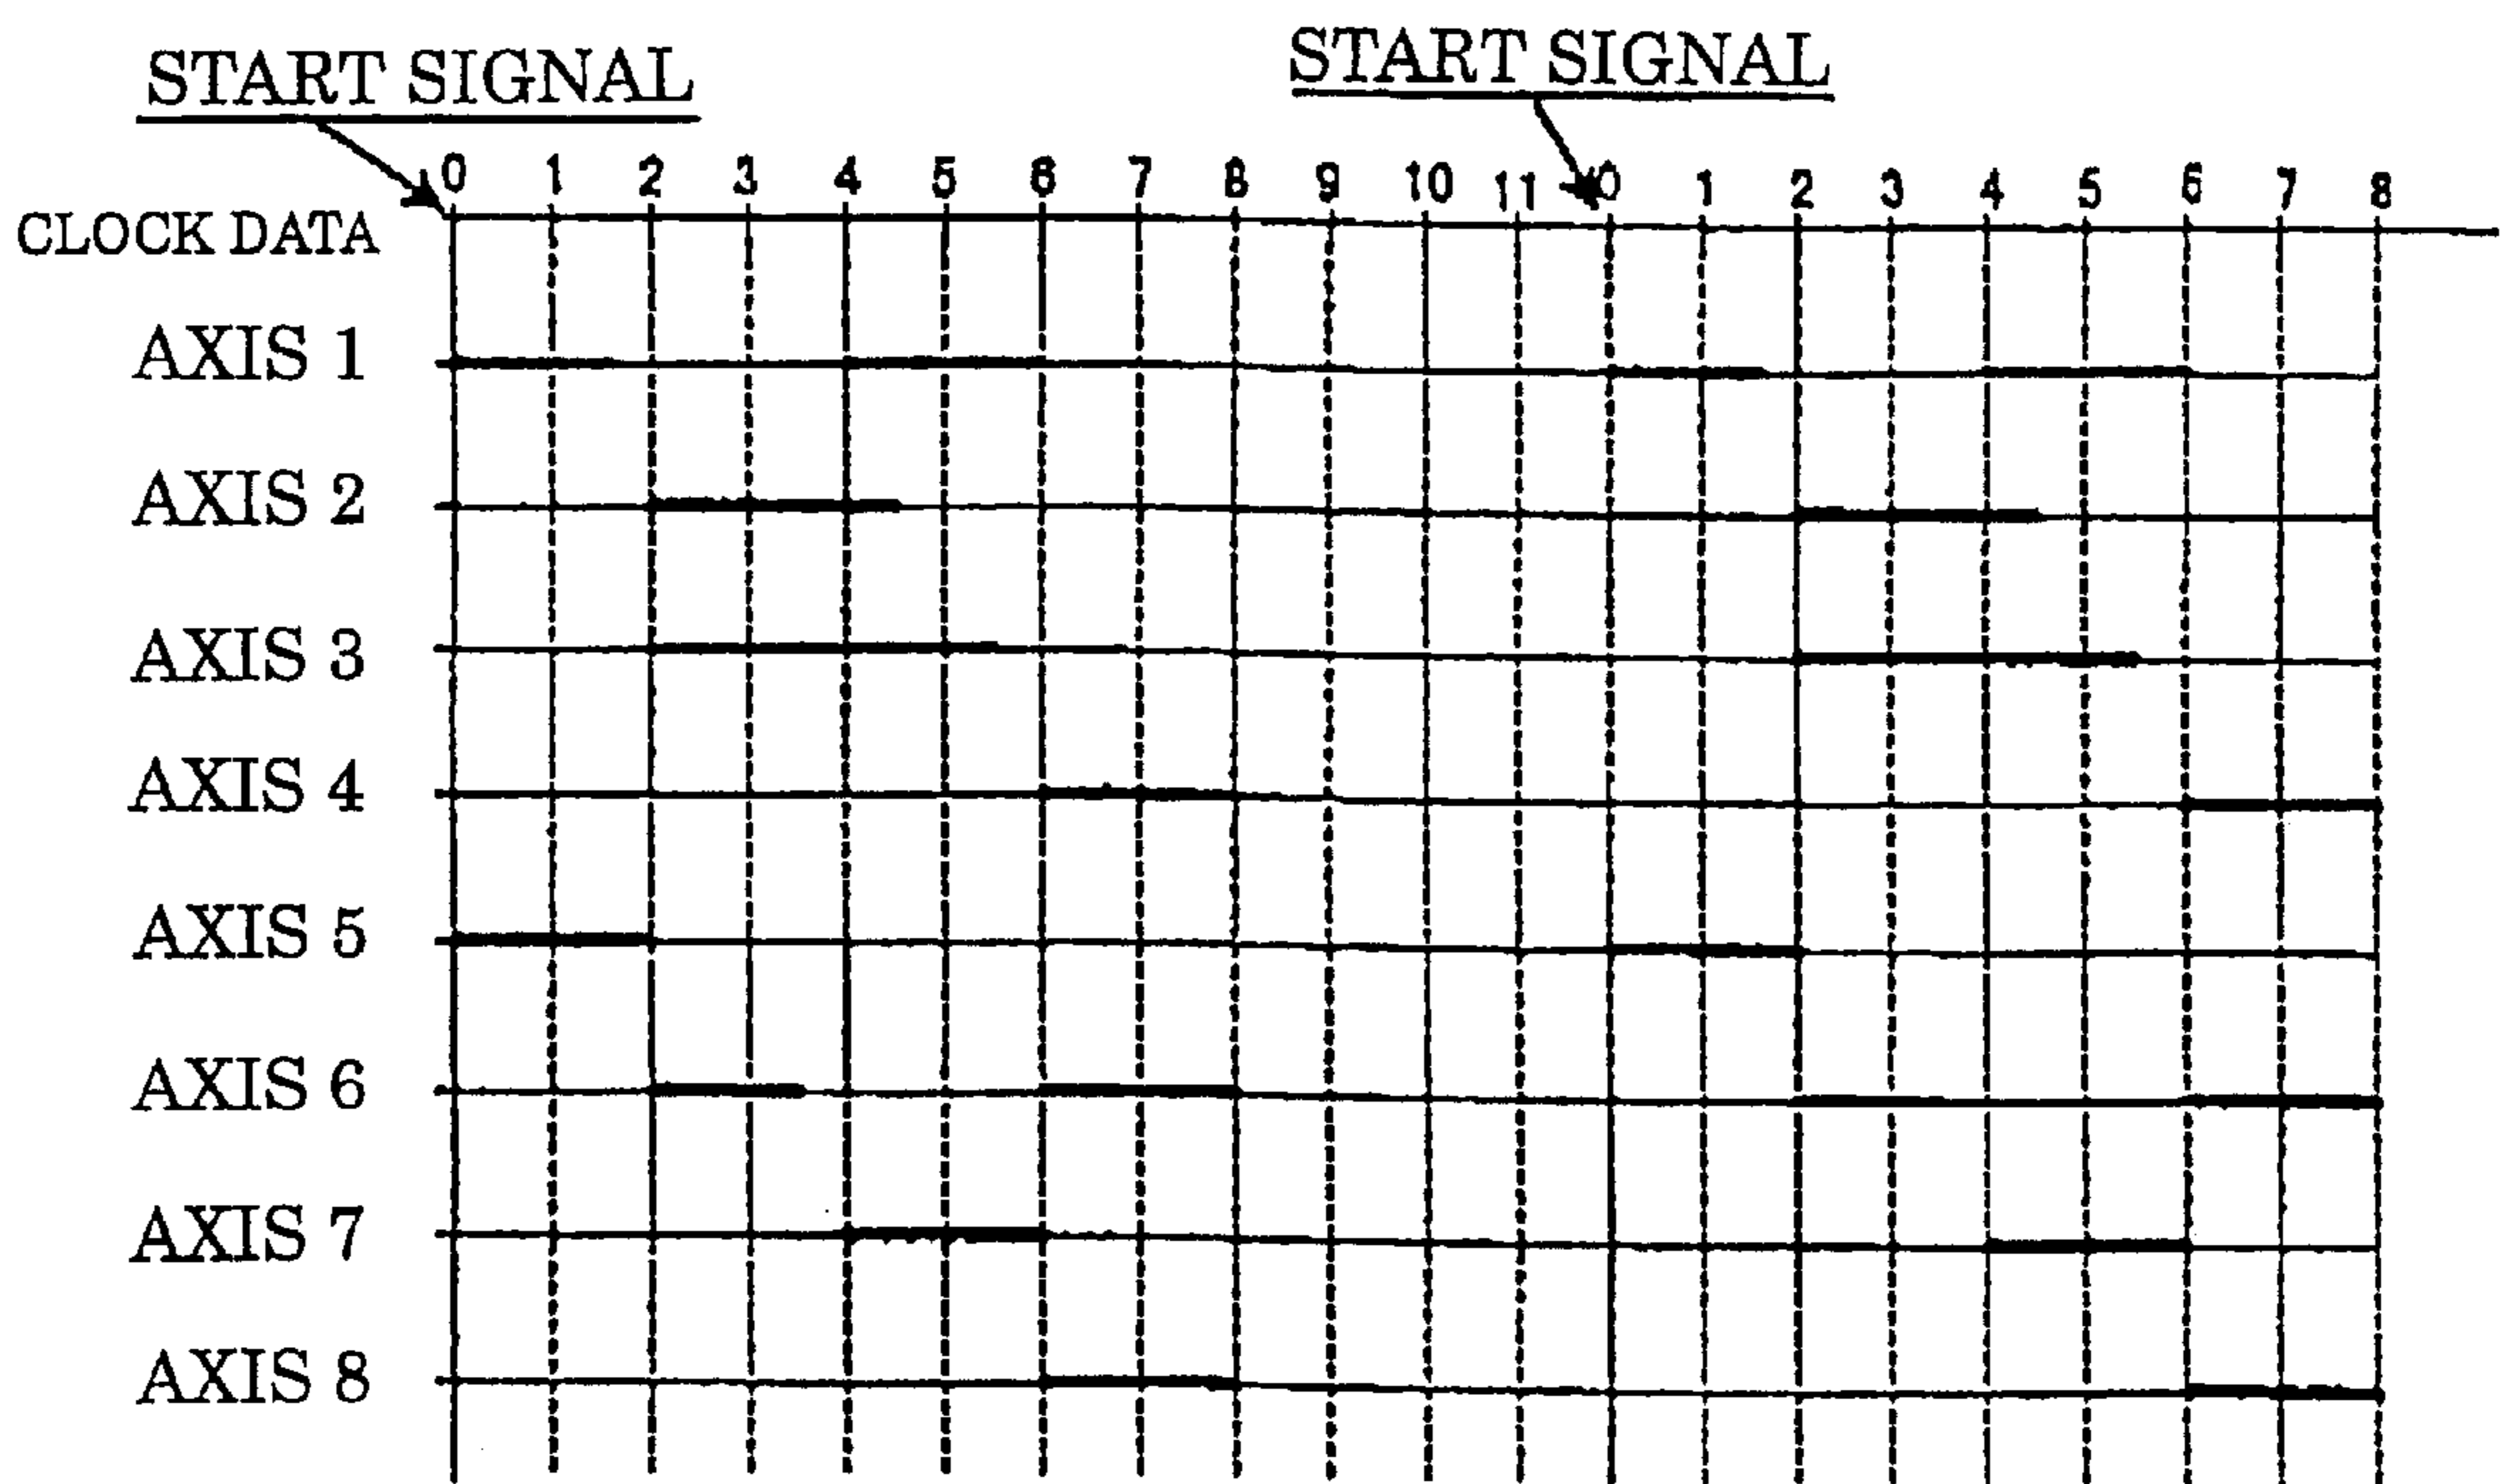 START SIGNAL START SIGNAL
0 1 2 3 4 5 6 7 8 9 10 11 0 1 2 3 4 5 6 7 8
CLOCK DATA
AXIS 1
AXIS 2
AXIS 3
AXIS 4
AXIS 5
AXIS 6
AXIS 7
AXIS 8